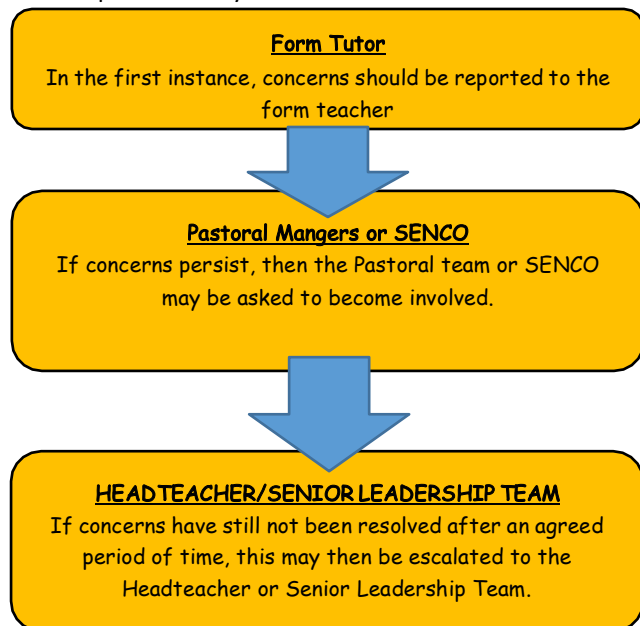 Form Tutor
In the first instance, concerns should be reported to the
form teacher
Pastoral Mangers or SENCO
If concerns persist, then the Pastoral team or SENCO
may be asked to become involved.
HEADTEACHER/SENIOR LEADERSHIP TEAM
If concerns have still not been resolved after an agreed
period of time, this may then be escalated to the
Headteacher or Senior Leadership Team.